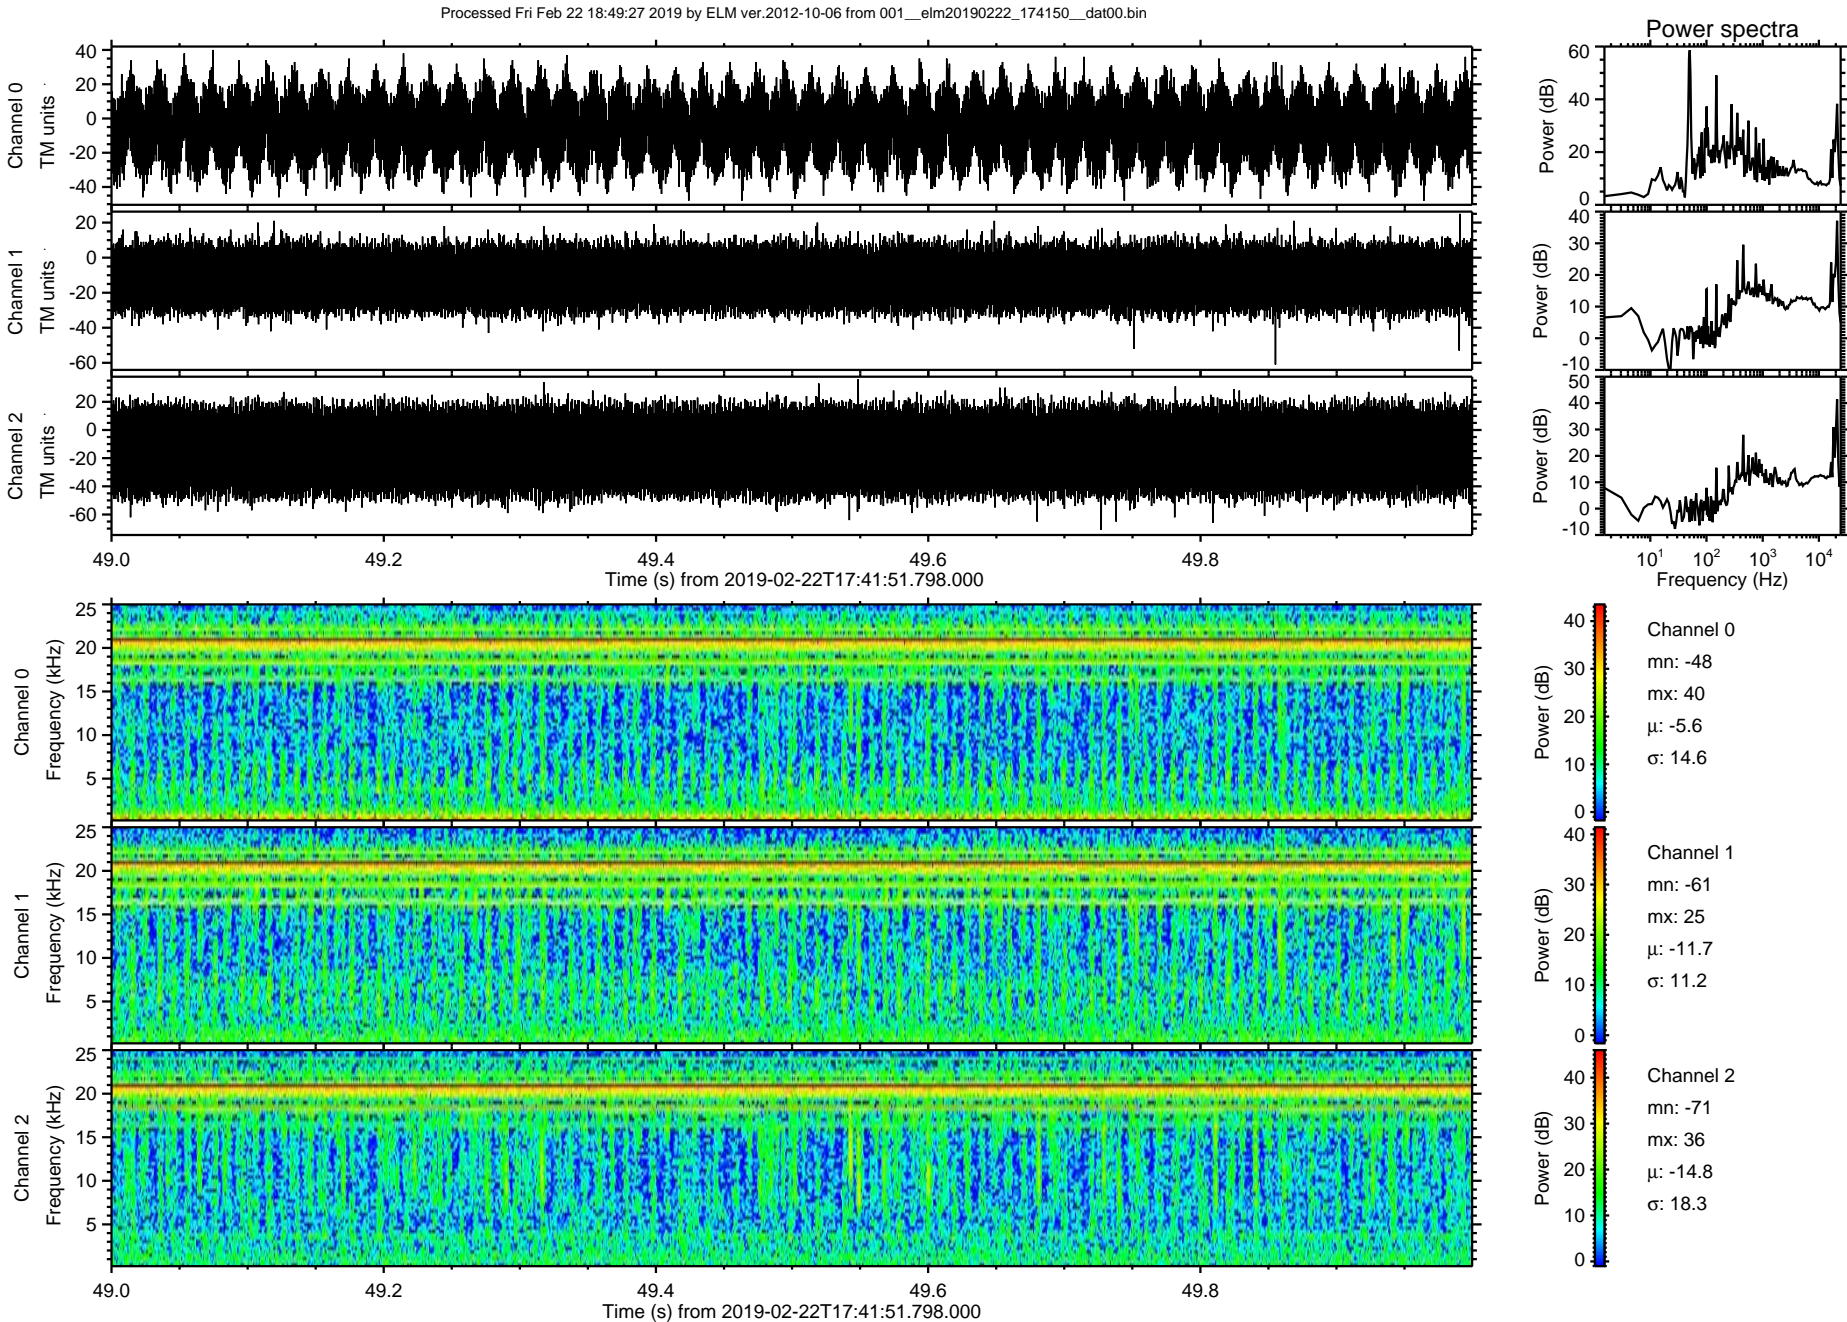 Processed Fri Feb 22 18:49:27 2019 by ELM ver.2012-10-06 from 001__elm20190222_174150__dat00.bin
Power spectra
Channel 0
TM units
40
20
0
-20
-40
Power (dB)
60
40
20
0
Channel 1
TM units
20
0
-20
-40
-60
Power (dB)
40
30
20
10
0
-10
Channel 2
TM units
20
0
-20
-40
-60
Power (dB)
50
40
30
20
10
0
-10
49.0 49.2 49.4 49.6 49.8
Time (s) from 2019-02-22T17:41:51.798.000
10^1 10^2 10^3 10^4
Frequency (Hz)
Channel 0
Frequency (kHz)
25
20
15
10
5
Power (dB)
40
30
20
10
0
Channel 0
mn: -48
mx: 40
μ: -5.6
σ: 14.6
Channel 1
Frequency (kHz)
25
20
15
10
5
Power (dB)
40
30
20
10
0
Channel 1
mn: -61
mx: 25
μ: -11.7
σ: 11.2
Channel 2
Frequency (kHz)
25
20
15
10
5
Power (dB)
40
30
20
10
0
Channel 2
mn: -71
mx: 36
μ: -14.8
σ: 18.3
49.0 49.2 49.4 49.6 49.8
Time (s) from 2019-02-22T17:41:51.798.000